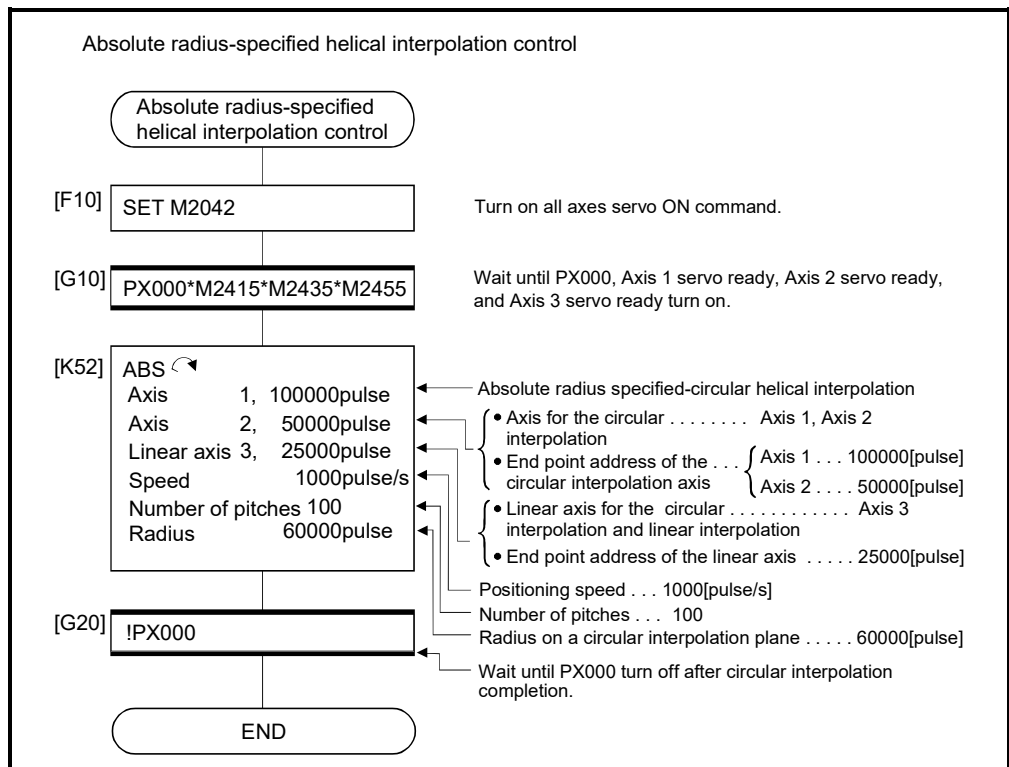 Absolute radius-specified helical interpolation control
Absolute radius-specified
helical interpolation control
[F10] SET M2042 Turn on all axes servo ON command.
[G10] PX000*M2415*M2435*M2455 Wait until PX000, Axis 1 servo ready, Axis 2 servo ready,
and Axis 3 servo ready turn on.
[K52] ABS
Axis 1, 100000pulse
Axis 2, 50000pulse
Linear axis 3, 25000pulse
Speed 1000pulse/s
Number of pitches 100
Radius 60000pulse
Absolute radius specified-circular helical interpolation
• Axis for the circular . . . . . . . . Axis 1, Axis 2
interpolation
• End point address of the . . .
circular interpolation axis
Axis 1 . . . 100000[pulse]
Axis 2 . . . . 50000[pulse]
• Linear axis for the circular . . . . . . . . . . . . Axis 3
interpolation and linear interpolation
• End point address of the linear axis . . . . . 25000[pulse]
Positioning speed . . . 1000[pulse/s]
Number of pitches . . . 100
Radius on a circular interpolation plane . . . . . 60000[pulse]
[G20] !PX000
Wait until PX000 turn off after circular interpolation
completion.
END